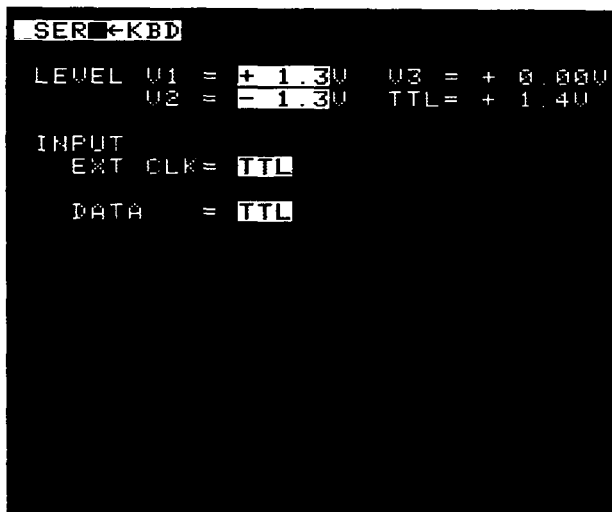 SER■←KBD
LEVEL V1 = + 1.3V V3 = + 0.00V
V2 = - 1.3V TTL= + 1.4V
INPUT
EXT CLK= TTL
DATA = TTL